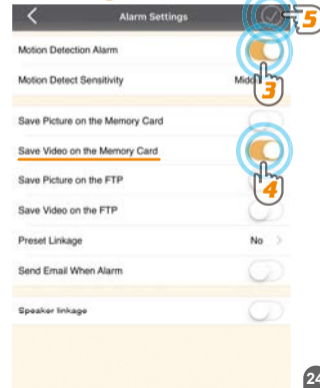 Alarm Settings
5
Motion Detection Alarm
3
Motion Detect Sensitivity
Save Picture on the Memory Card
Save Video on the Memory Card
4
Save Picture on the FTP
Save Video on the FTP
Preset Linkage No
Send Email When Alarm
Speaker linkage
24